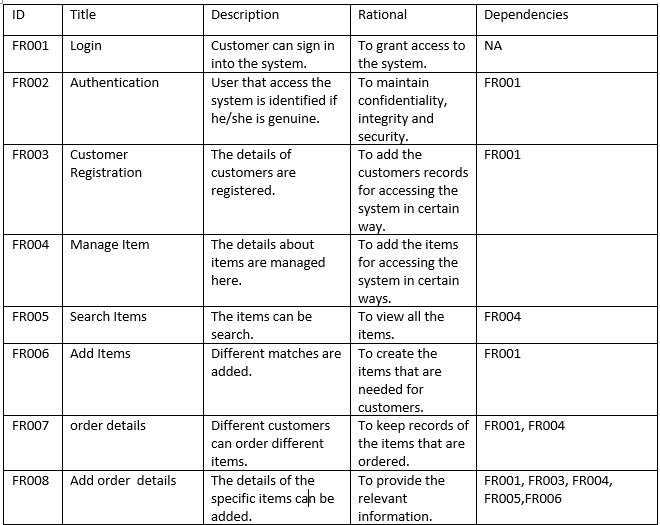 ID Title Description Rational Dependencies
FR001 Login Customer can sign in To grant access to NA
into the system. the system.
FR002 Authentication User that access the To maintain FR001
system is identified if confidentiality,
he/she is genuine. integrity and
security.
FR003 Customer The details of To add the FR001
Registration customers are customers records
registered. for accessing the
system in certain
way.
FR004 Manage Item The details about To add the items
items are managed for accessing the
here. system in certain
ways.
FR005 Search Items The items can be To view all the FR004
search. items.
FR006 Add Items Different matches are To create the FR001
added. items that are
needed for
customers.
FR007 order details Different customers To keep records of FR001, FR004
can order different the items that are
items. ordered.
FR008 Add order details The details of the To provide the FR001, FR003, FR004,
specific items can be relevant FR005,FR006
added. information.